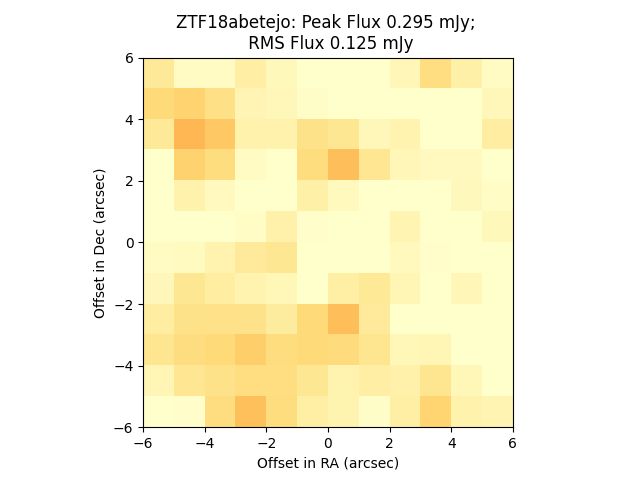 ZTF18abetejo: Peak Flux 0.295 mJy;
RMS Flux 0.125 mJy
6
4
2
0
−2
−4
−6
Offset in Dec (arcsec)
−6 −4 −2 0 2 4 6
Offset in RA (arcsec)